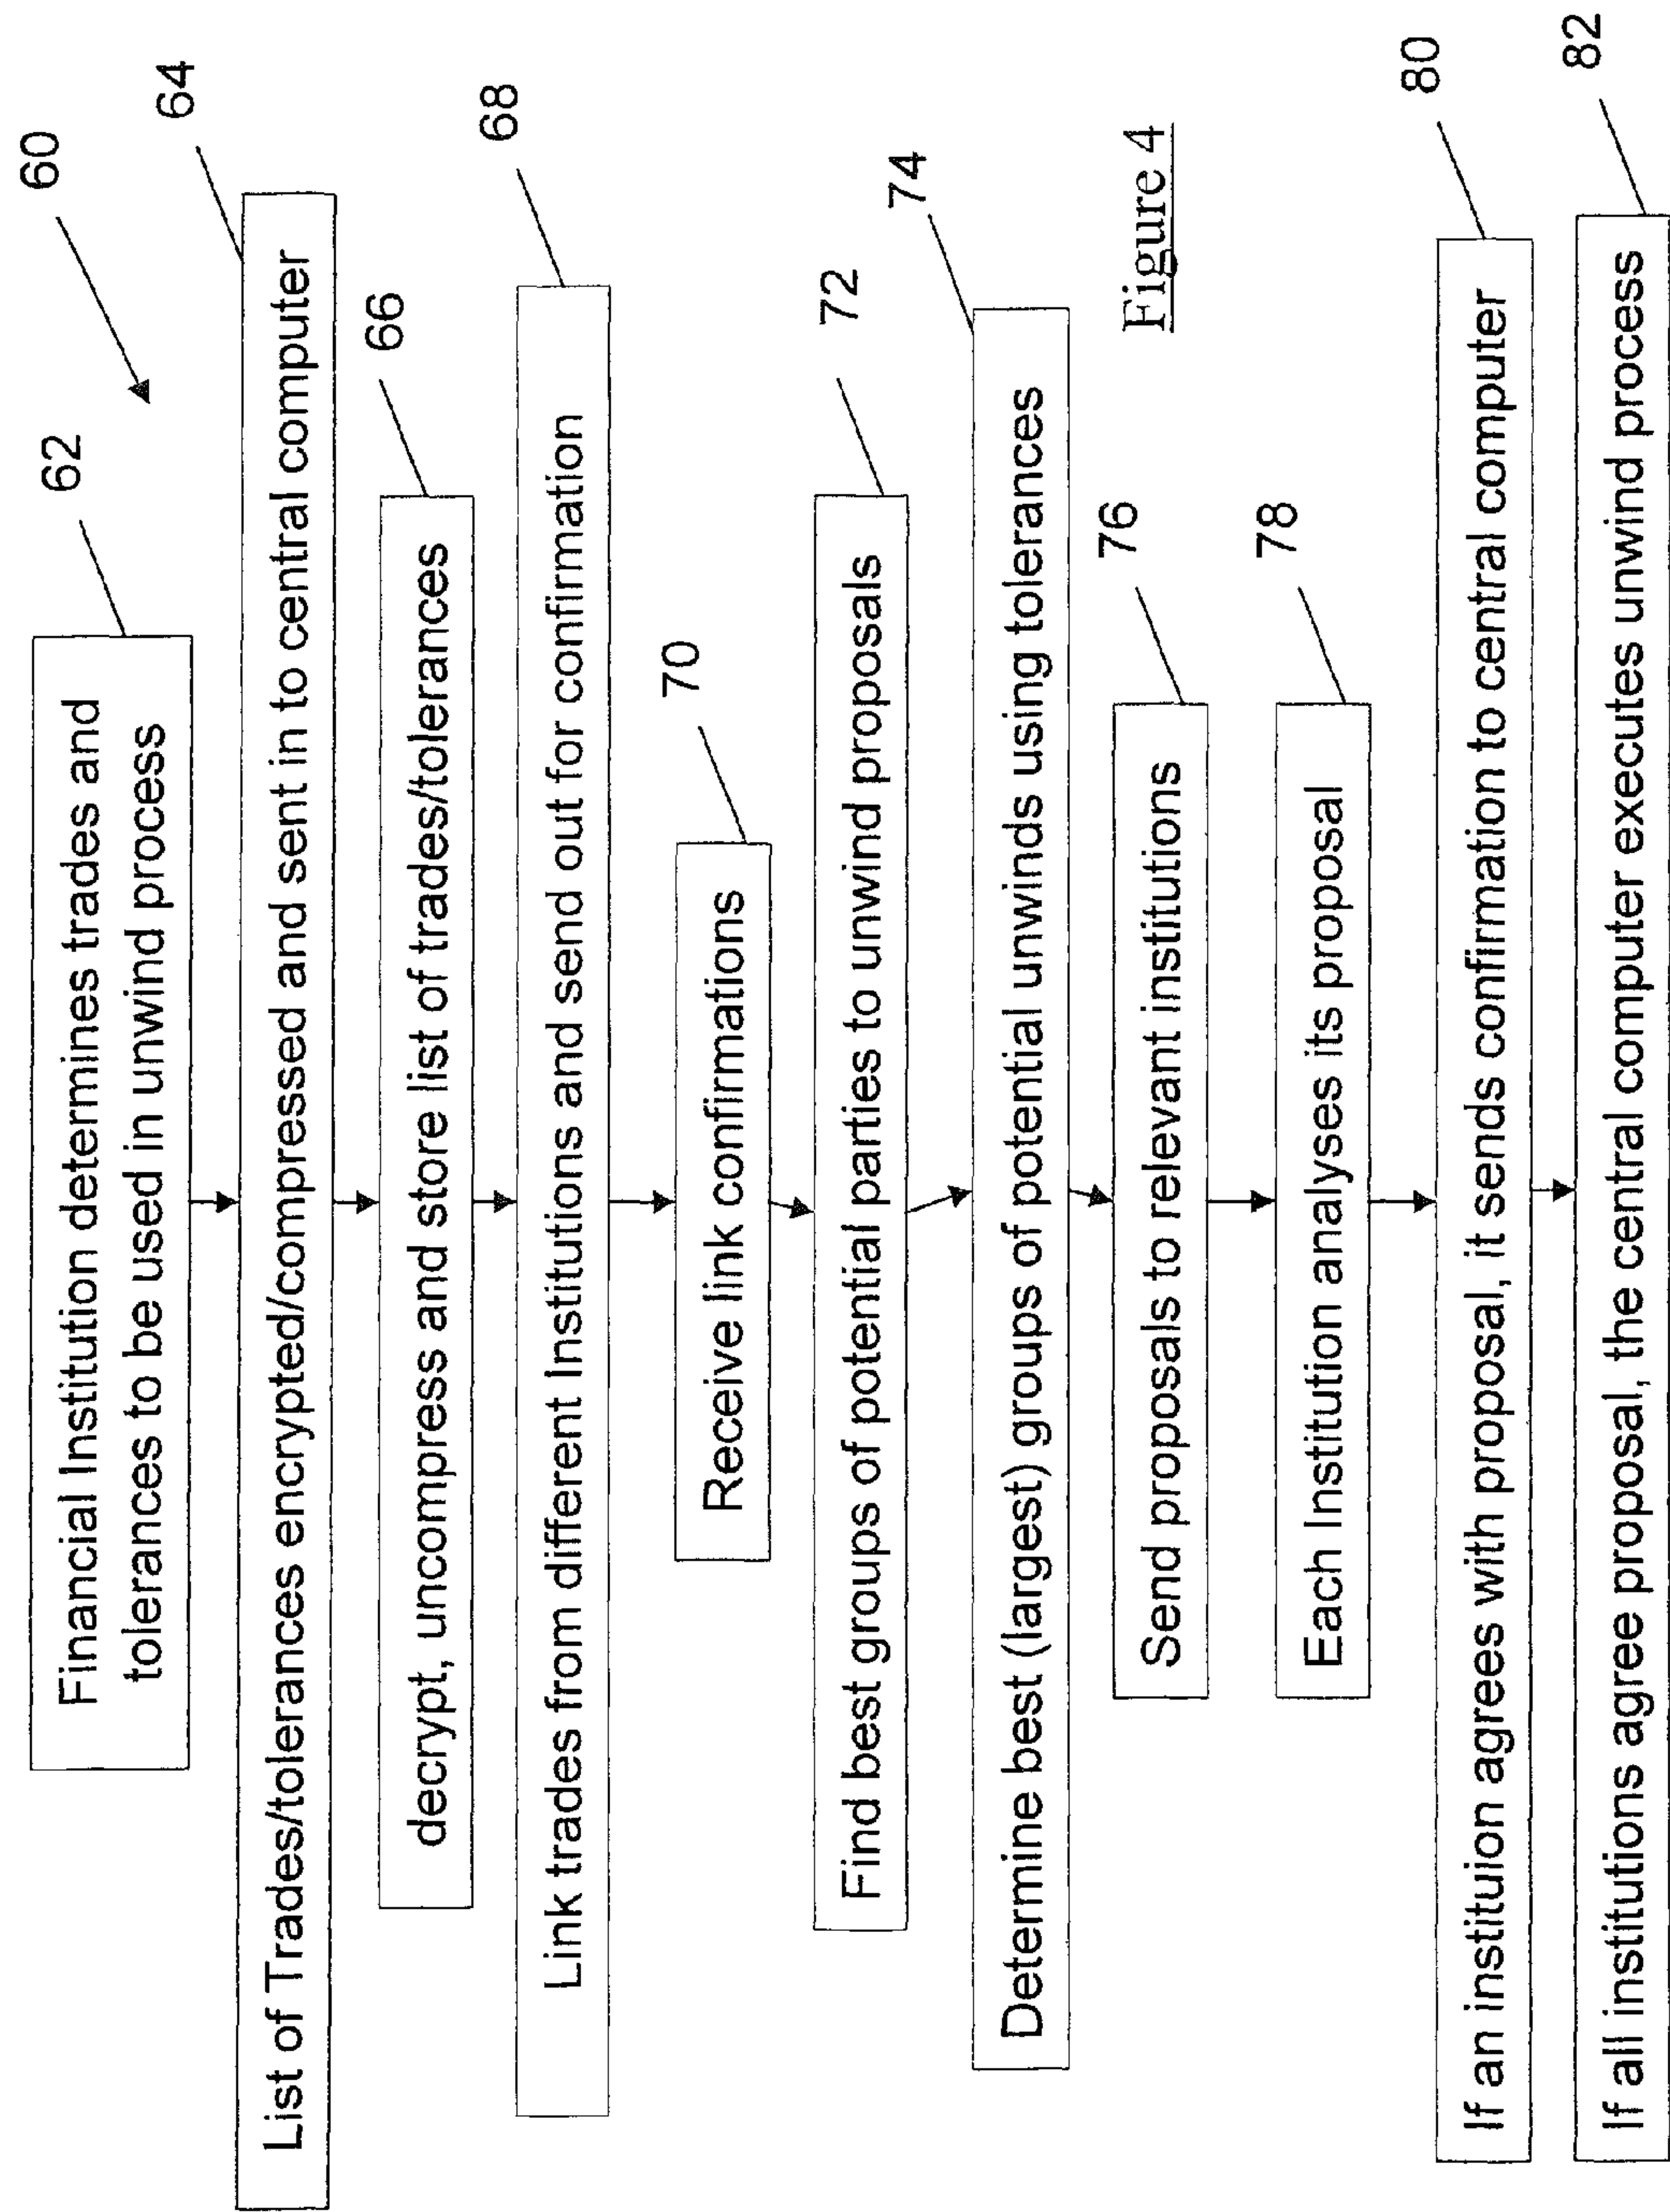 60
62
Financial Institution determines trades and
tolerances to be used in unwind process
64
List of Trades/tolerances encrypted/compressed and sent in to central computer
66
decrypt, uncompress and store list of trades/tolerances
68
Link trades from different Institutions and send out for confirmation
70
Receive link confirmations
72
Find best groups of potential parties to unwind proposals
74
Determine best (largest) groups of potential unwinds using tolerances
76
Send proposals to relevant institutions
78
Each Institution analyses its proposal
80
If an instituion agrees with proposal, it sends confirmation to central computer
82
If all institutions agree proposal, the central computer executes unwind process
Figure 4